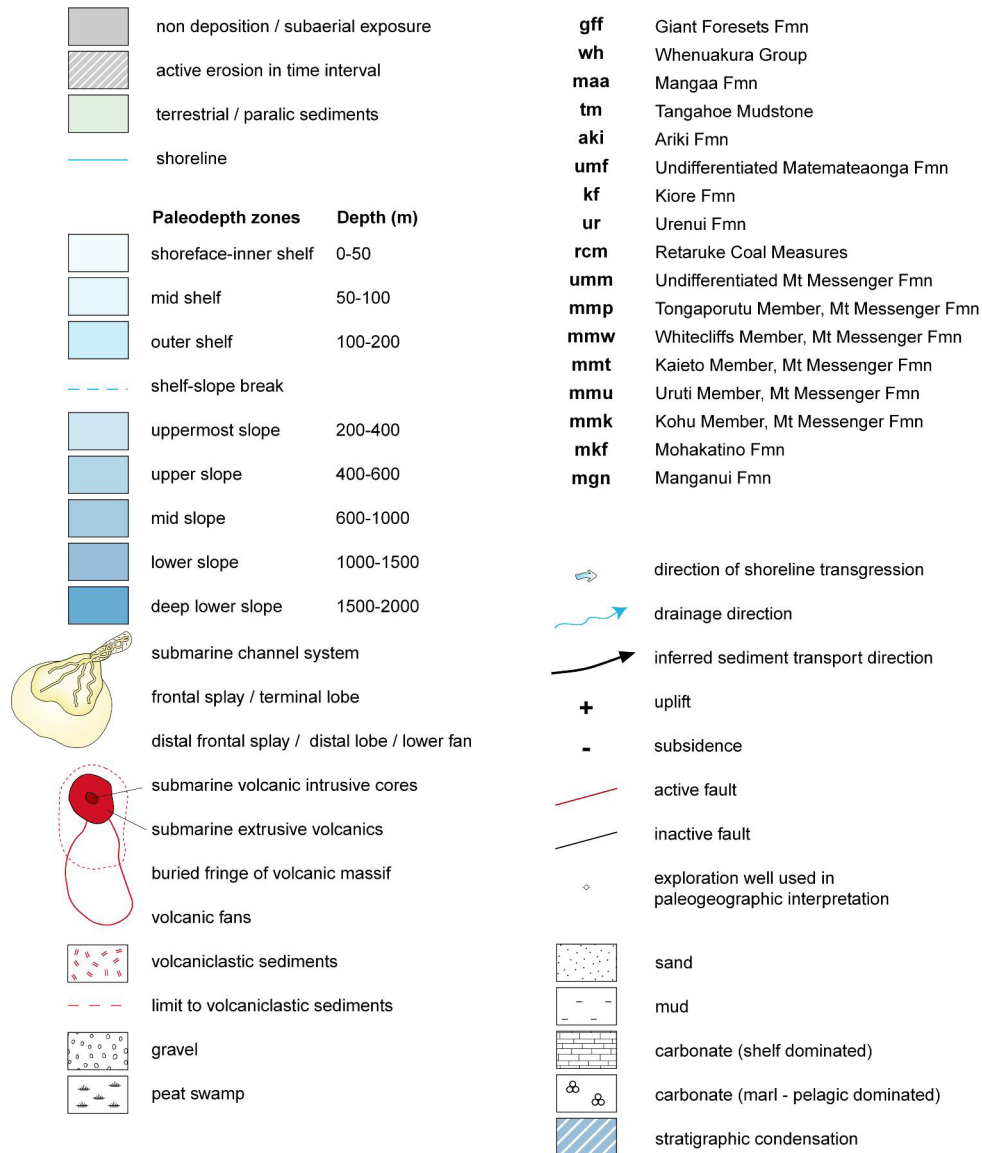 non deposition / subaerial exposure
active erosion in time interval
terrestrial / paralic sediments
shoreline
Paleodepth zones Depth (m)
shoreface-inner shelf 0-50
mid shelf 50-100
outer shelf 100-200
shelf-slope break
uppermost slope 200-400
upper slope 400-600
mid slope 600-1000
lower slope 1000-1500
deep lower slope 1500-2000
submarine channel system
frontal splay / terminal lobe
distal frontal splay / distal lobe / lower fan
submarine volcanic intrusive cores
submarine extrusive volcanics
buried fringe of volcanic massif
volcanic fans
volcaniclastic sediments
limit to volcaniclastic sediments
gravel
peat swamp
gff Giant Foresets Fmn
wh Whenuakura Group
maa Mangaa Fmn
tm Tangahoe Mudstone
aki Ariki Fmn
umf Undifferentiated Matemateaonga Fmn
kf Kiore Fmn
ur Urenui Fmn
rcm Retaruke Coal Measures
umm Undifferentiated Mt Messenger Fmn
mmp Tongaporutu Member, Mt Messenger Fmn
mmw Whitecliffs Member, Mt Messenger Fmn
mmt Kaieto Member, Mt Messenger Fmn
mmu Uruti Member, Mt Messenger Fmn
mmk Kohu Member, Mt Messenger Fmn
mkf Mohakatino Fmn
mgn Manganui Fmn
direction of shoreline transgression
drainage direction
inferred sediment transport direction
+ uplift
- subsidence
active fault
inactive fault
exploration well used in
paleogeographic interpretation
sand
mud
carbonate (shelf dominated)
carbonate (marl - pelagic dominated)
stratigraphic condensation